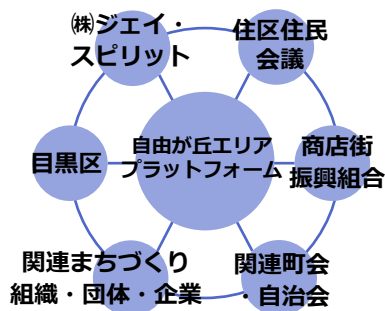 ㈱ジェイ・
スピリット
住区住民
会議
自由が丘エリア
プラットフォーム
目黒区
商店街
振興組合
関連まちづくり
組織・団体・企業
関連町会
・自治会